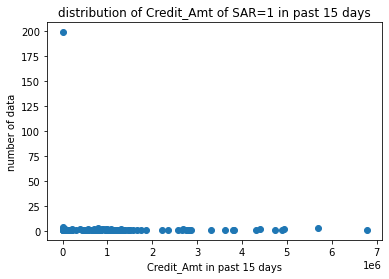 distribution of Credit_Amt of SAR=1 in past 15 days
number of data
200
175
150
125
100
75
50
25
0
0 1 2 3 4 5 6 7
1e6
Credit_Amt in past 15 days